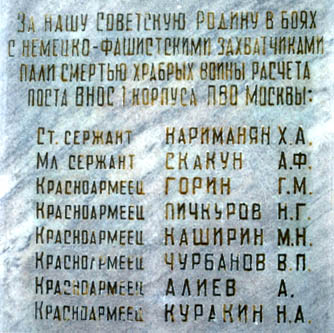 За нашу Советскую Родину в боях
с немецко-фашистскими захватчиками
пали смертью храбрых воины расчета
поста ВНОС 1 корпуса ПВО Москвы:
Ст. сержант Нариманян Х.А.
Мл сержант Скакун А.Ф.
Красноармеец Горин Г.М.
Красноармеец Пичкуров Н.Г.
Красноармеец Каширин М.Н.
Красноармеец Чурбанов В.П.
Красноармеец Алиев А.
Красноармеец Куракин Н.А.